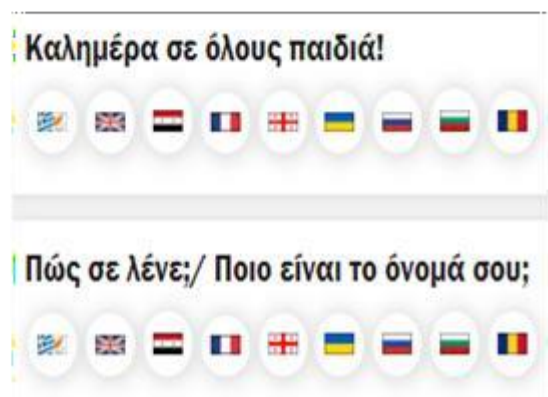 Καλημέρα σε όλους παιδιά!
Πώς σε λένε;/ Ποιο είναι το όνομά σου;